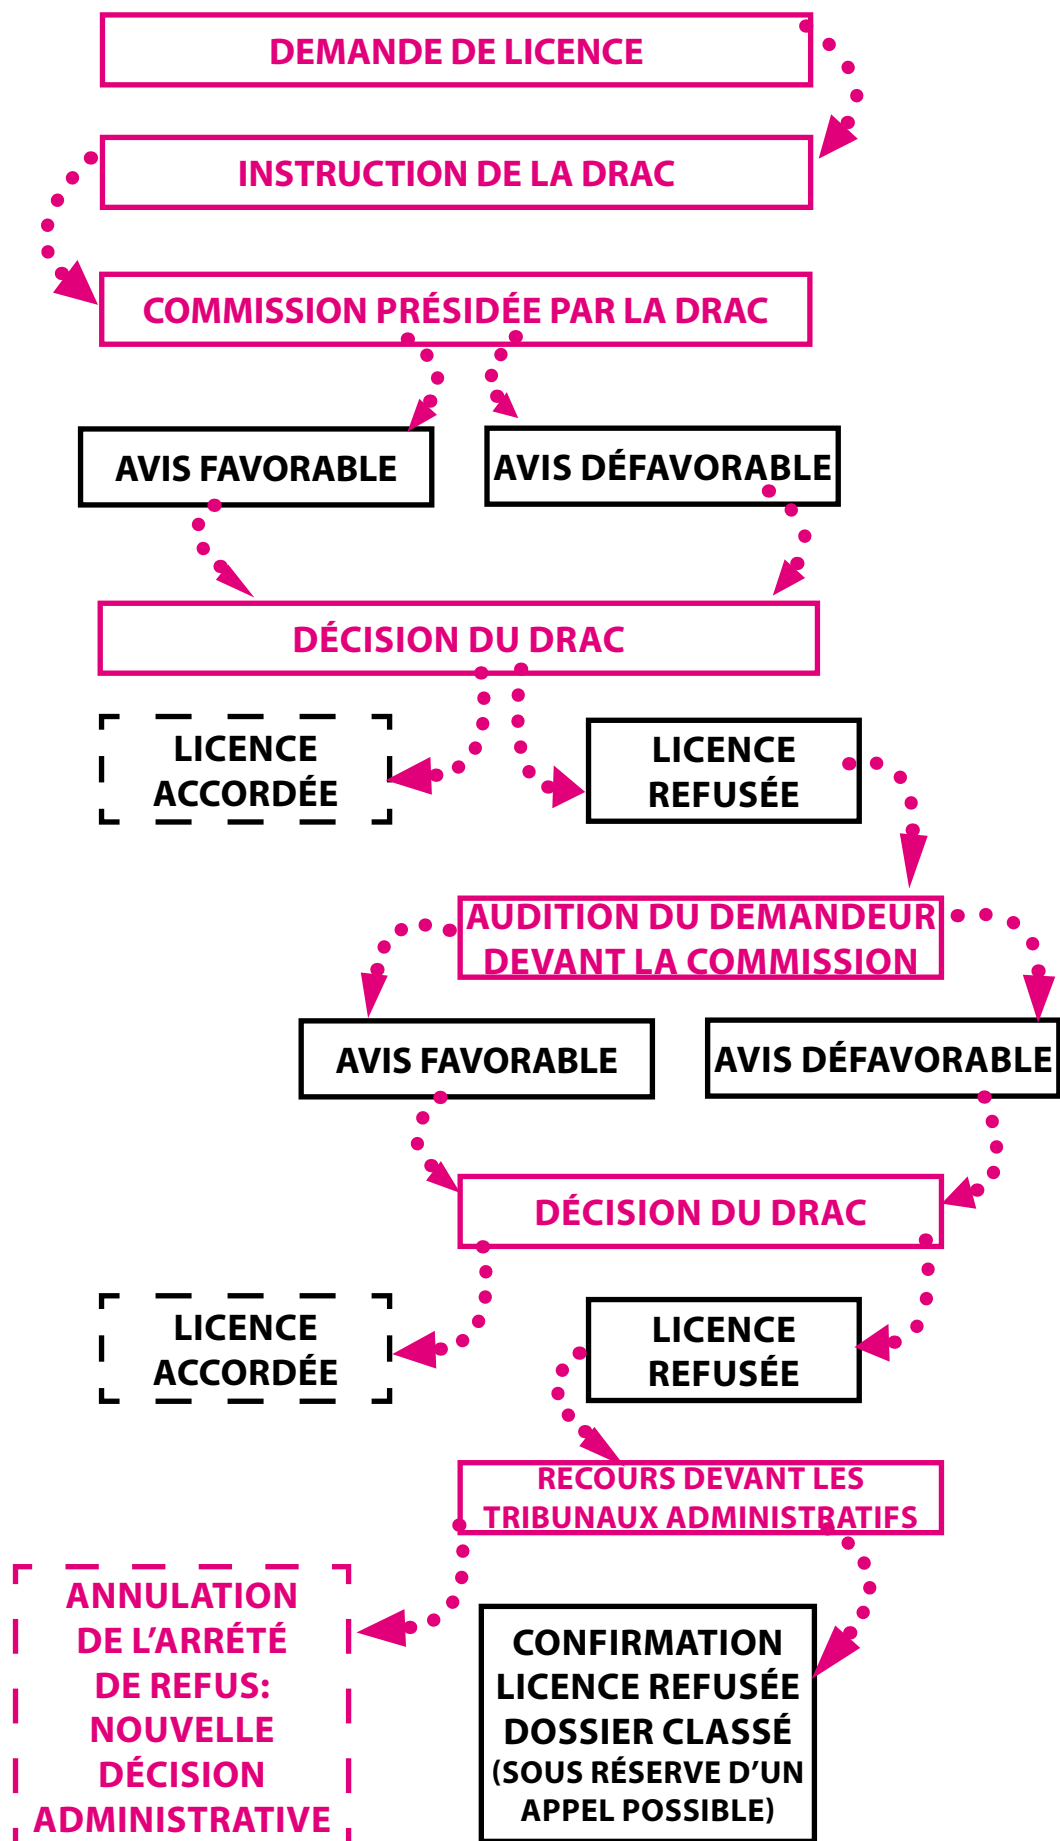 DEMANDE DE LICENCE
INSTRUCTION DE LA DRAC
COMMISSION PRÉSIDÉE PAR LA DRAC
AVIS FAVORABLE
AVIS DÉFAVORABLE
DÉCISION DU DRAC
LICENCE
ACCORDÉE
LICENCE
REFUSÉE
AUDITION DU DEMANDEUR
DEVANT LA COMMISSION
AVIS FAVORABLE
AVIS DÉFAVORABLE
DÉCISION DU DRAC
LICENCE
ACCORDÉE
LICENCE
REFUSÉE
RECOURS DEVANT LES
TRIBUNAUX ADMINISTRATIFS
ANNULATION
DE L’ARRÉTÉ
DE REFUS:
NOUVELLE
DÉCISION
ADMINISTRATIVE
CONFIRMATION
LICENCE REFUSÉE
DOSSIER CLASSÉ
(SOUS RÉSERVE D’UN
APPEL POSSIBLE)